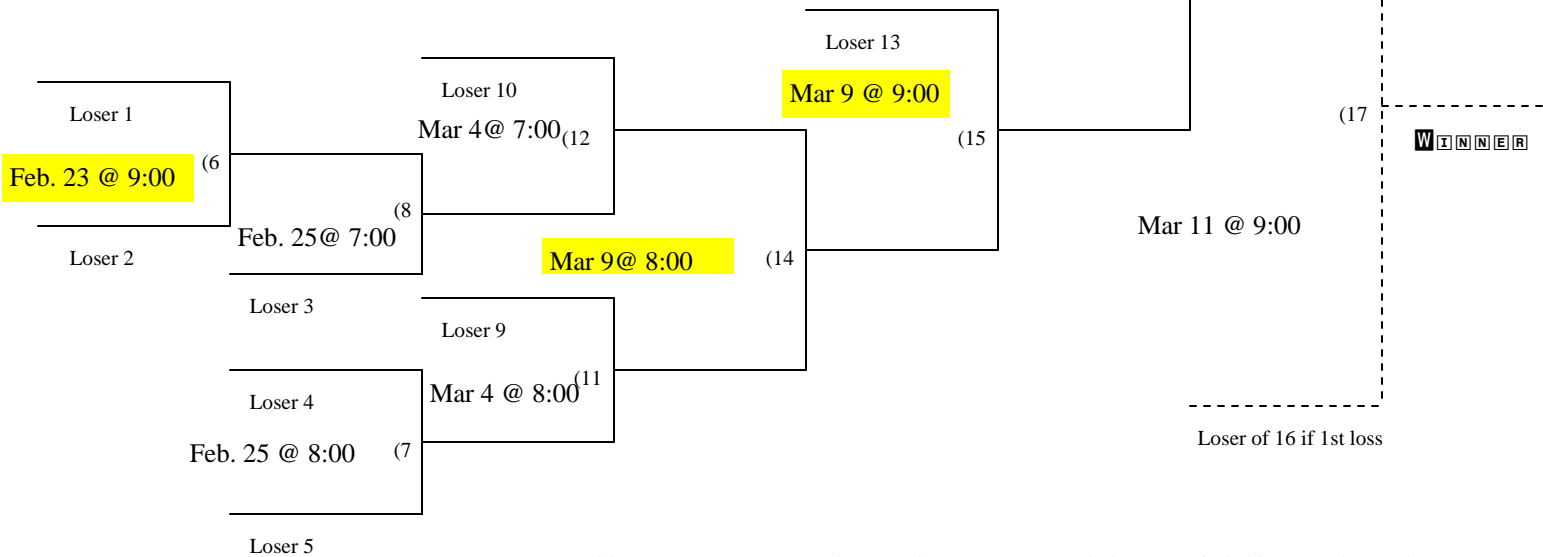 Loser 13
Mar 9 @ 9:00
Loser 10
Loser 1
(17
Mar 4@ 7:00
(12
(15
WINNER
(6
Feb. 23 @ 9:00
(8
Mar 11 @ 9:00
Feb. 25@ 7:00
Loser 2
Mar 9@ 8:00
(14
Loser 3
Loser 9
(11
Mar 4 @ 8:00
Loser 4
Loser of 16 if 1st loss
Feb. 25 @ 8:00
(7
Loser 5